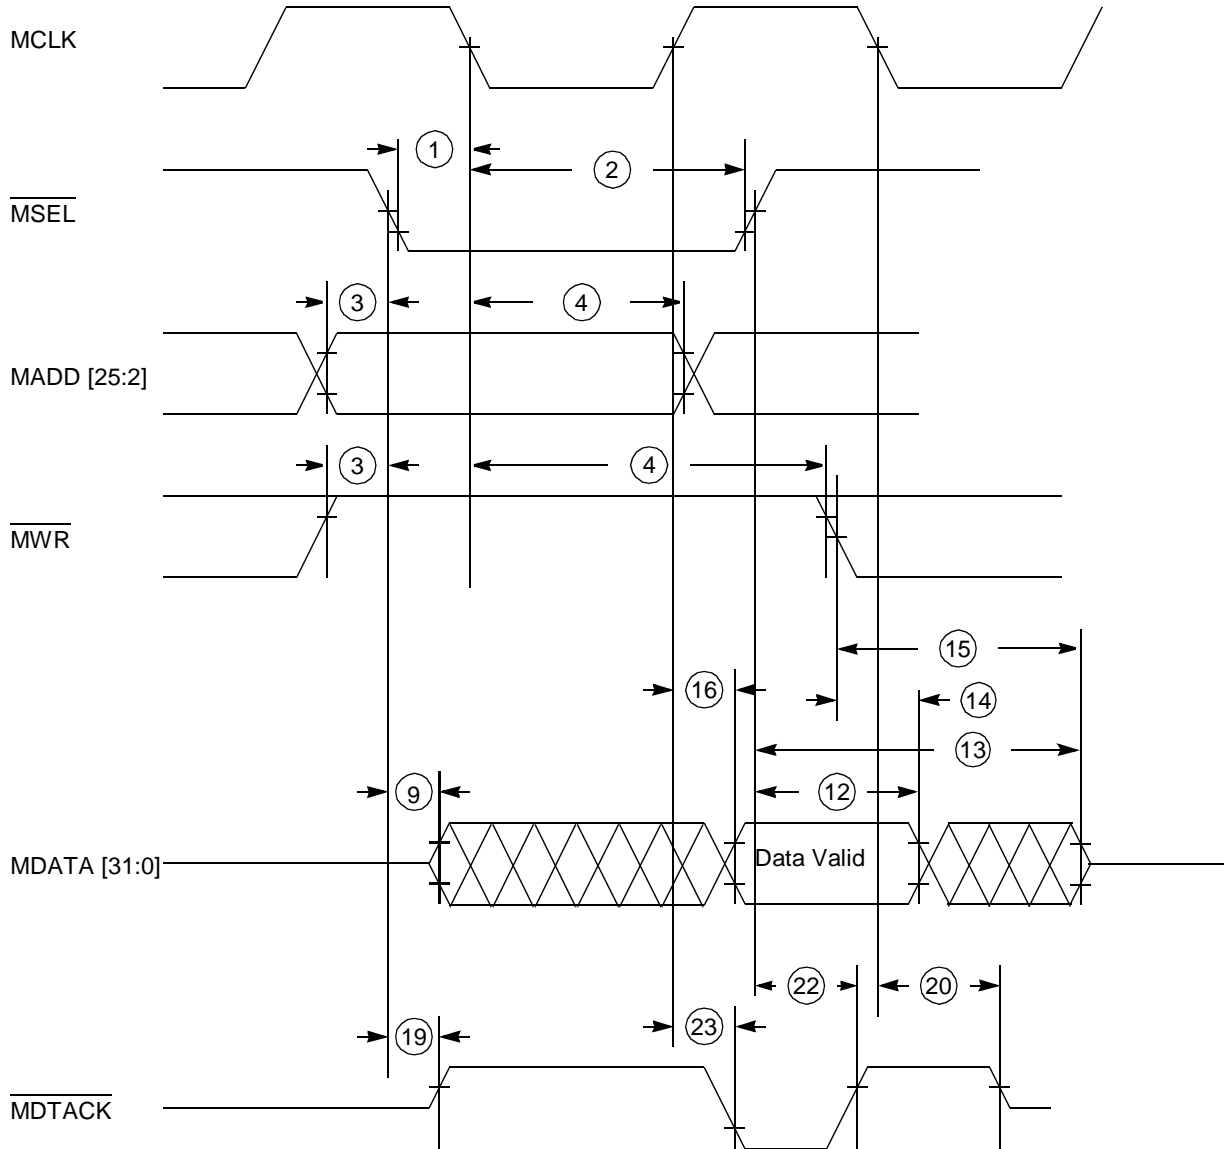 MCLK
1
2
MSEL
3
4
MADD [25:2]
3
4
MWR
15
16
14
13
9
12
MDATA [31:0]
Data Valid
22
20
19
23
MDTACK